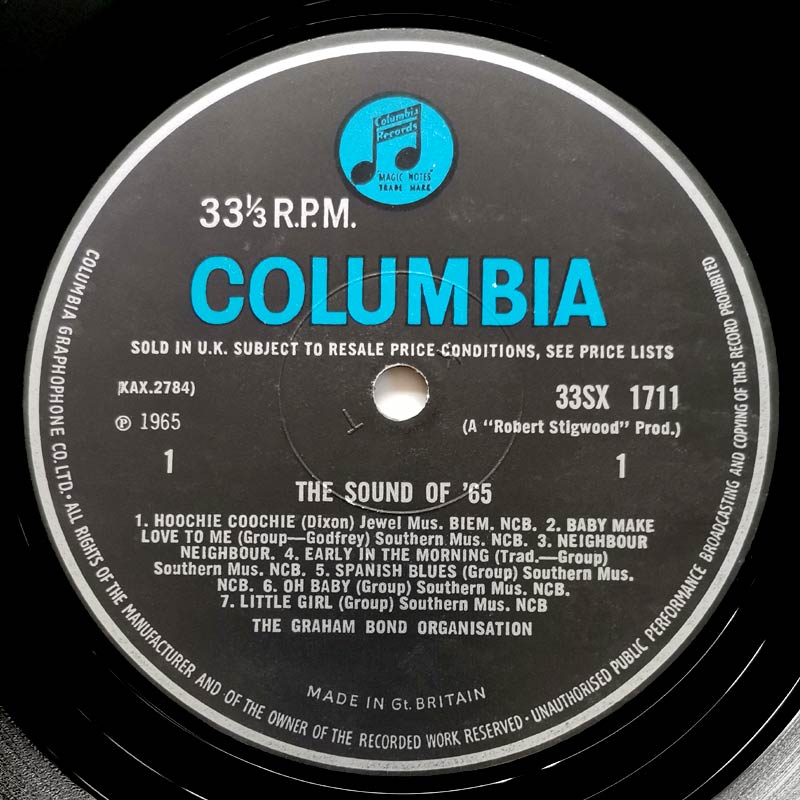 Columbia
Records
"MAGIC NOTES"
TRADE MARK
33⅓ R.P.M.
COLUMBIA
SOLD IN U.K. SUBJECT TO RESALE PRICE CONDITIONS, SEE PRICE LISTS
(XAX.2784)
33SX 1711
℗ 1965
(A "Robert Stigwood" Prod.)
1
1
THE SOUND OF '65
1. HOOCHIE COOCHIE (Dixon) Jewel Mus. BIEM. NCB. 2. BABY MAKE
LOVE TO ME (Group—Godfrey) Southern Mus. NCB. 3. NEIGHBOUR
NEIGHBOUR. 4. EARLY IN THE MORNING (Trad.—Group)
Southern Mus. NCB. 5. SPANISH BLUES (Group) Southern Mus.
NCB. 6. OH BABY (Group) Southern Mus. NCB.
7. LITTLE GIRL (Group) Southern Mus. NCB
THE GRAHAM BOND ORGANISATION
MADE IN Gt. BRITAIN
COLUMBIA GRAPHOPHONE CO. LTD. · ALL RIGHTS OF THE MANUFACTURER AND OF THE OWNER OF THE RECORDED WORK RESERVED · UNAUTHORISED PUBLIC PERFORMANCE BROADCASTING AND COPYING OF THIS RECORD PROHIBITED